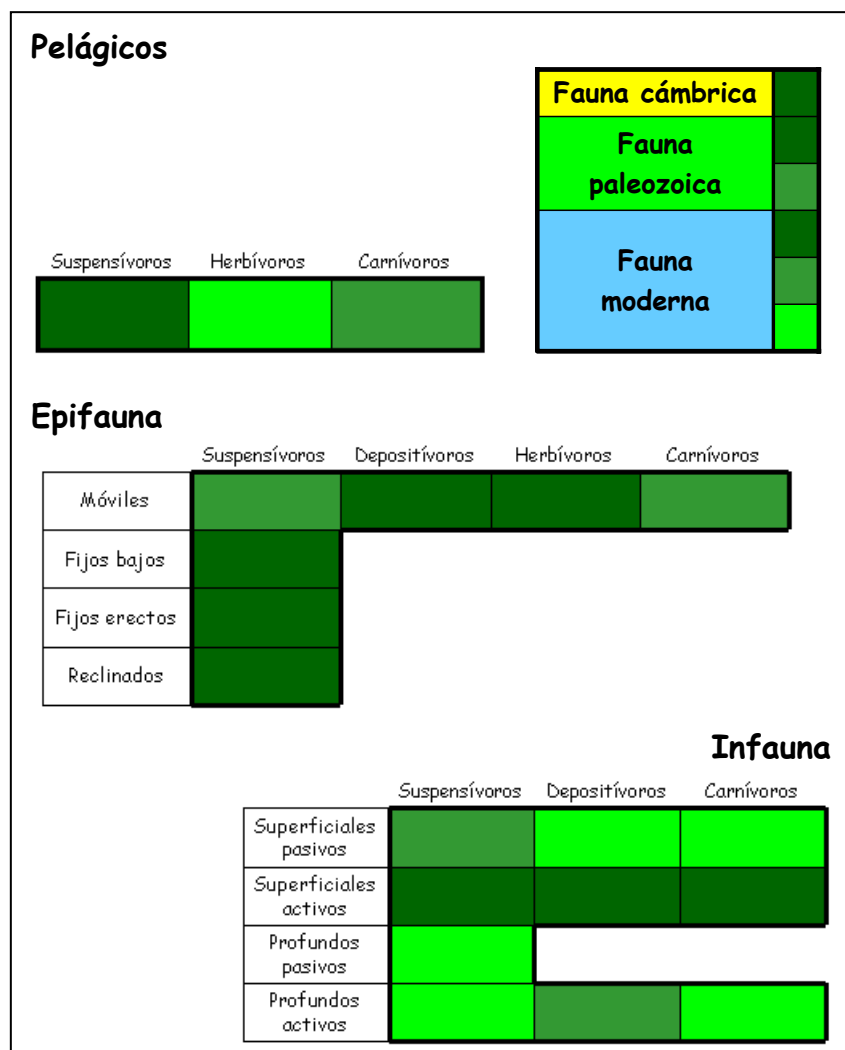 Pelágicos
Fauna cámbrica
Fauna
paleozoica
Fauna
moderna
Suspensívoros Herbívoros Carnívoros
Epifauna
Suspensívoros Depositívoros Herbívoros Carnívoros
Móviles
Fijos bajos
Fijos erectos
Reclinados
Infauna
Suspensívoros Depositívoros Carnívoros
Superficiales
pasivos
Superficiales
activos
Profundos
pasivos
Profundos
activos